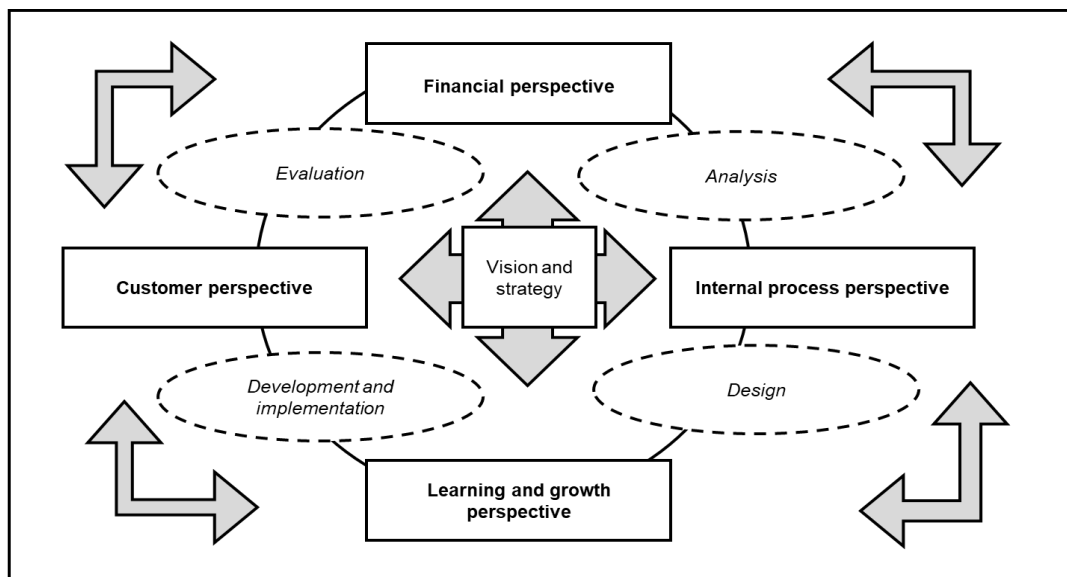 Financial perspective
Evaluation
Analysis
Customer perspective
Vision and
strategy
Internal process perspective
Development and
implementation
Design
Learning and growth
perspective